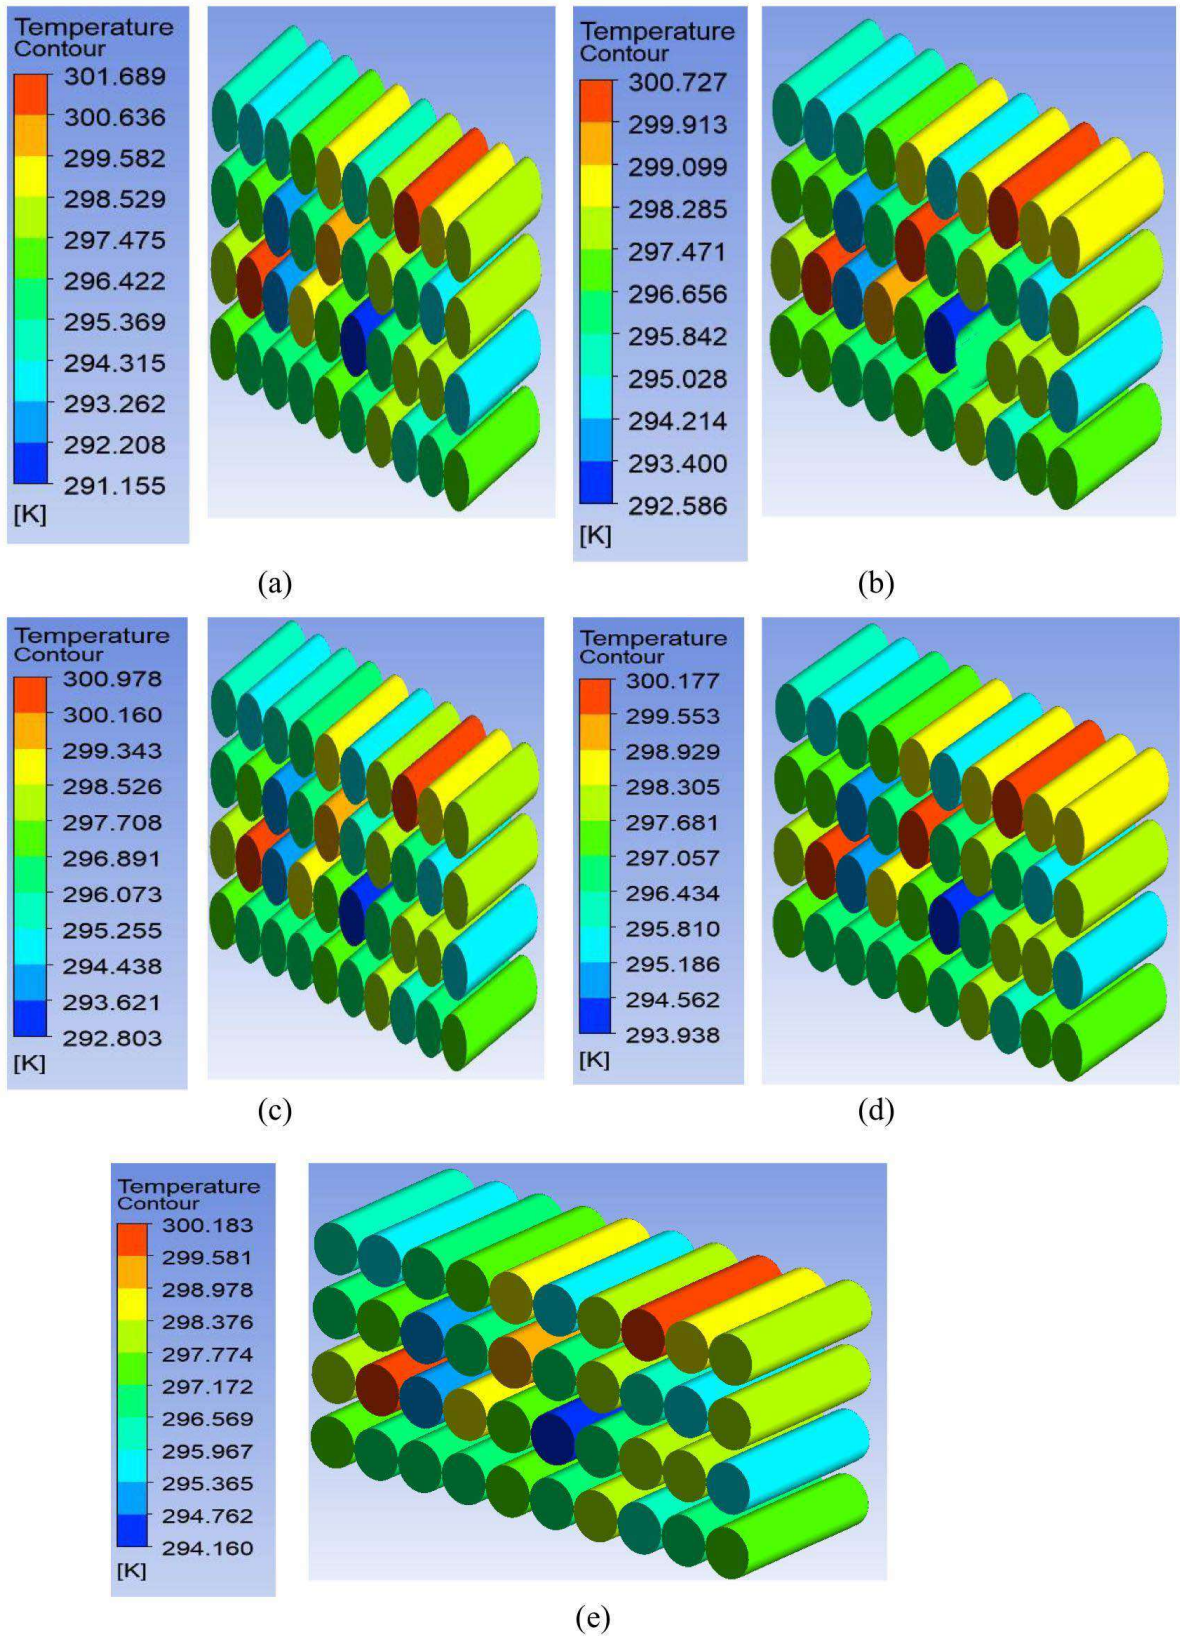 Temperature
Contour
301.689
300.636
299.582
298.529
297.475
296.422
295.369
294.315
293.262
292.208
291.155
[K]
(a)
Temperature
Contour
300.727
299.913
299.099
298.285
297.471
296.656
295.842
295.028
294.214
293.400
292.586
[K]
(b)
Temperature
Contour
300.978
300.160
299.343
298.526
297.708
296.891
296.073
295.255
294.438
293.621
292.803
[K]
(c)
Temperature
Contour
300.177
299.553
298.929
298.305
297.681
297.057
296.434
295.810
295.186
294.562
293.938
[K]
(d)
Temperature
Contour
300.183
299.581
298.978
298.376
297.774
297.172
296.569
295.967
295.365
294.762
294.160
[K]
(e)